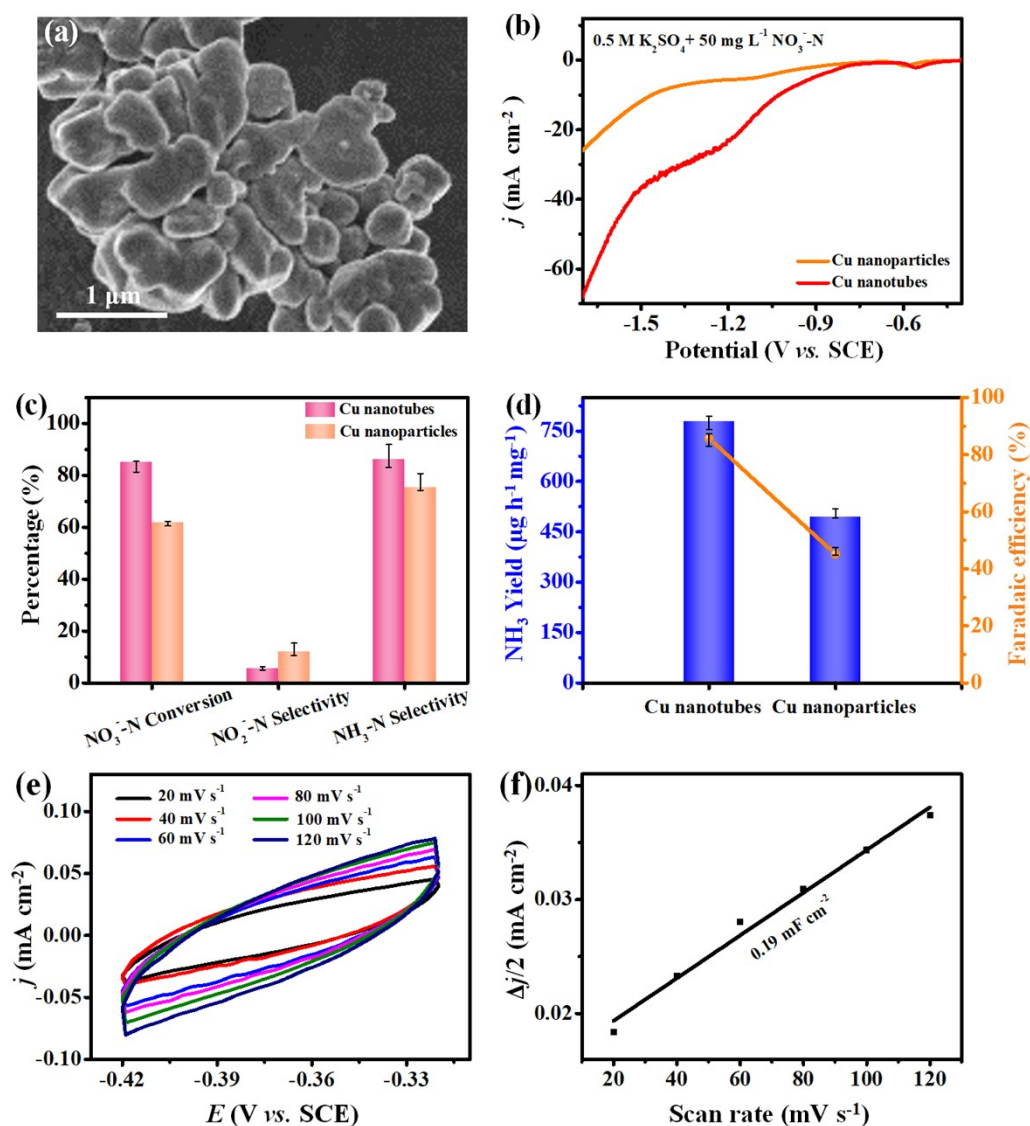 (a)
1 μm
(b)
0.5 M K₂SO₄+ 50 mg L⁻¹ NO₃⁻-N
0
-20
-40
-60
j (mA cm⁻²)
Cu nanoparticles
Cu nanotubes
-1.5 -1.2 -0.9 -0.6
Potential (V vs. SCE)
(c)
Cu nanotubes
Cu nanoparticles
100
80
60
40
20
0
Percentage (%)
NO₃⁻-N Conversion
NO₂⁻-N Selectivity
NH₃-N Selectivity
(d)
750
600
450
300
150
0
NH₃ Yield (μg h⁻¹ mg⁻¹)
100
80
60
40
20
0
Faradaic efficiency (%)
Cu nanotubes Cu nanoparticles
(e)
20 mV s⁻¹ 80 mV s⁻¹
40 mV s⁻¹ 100 mV s⁻¹
60 mV s⁻¹ 120 mV s⁻¹
0.10
0.05
0.00
-0.05
-0.10
j (mA cm⁻²)
-0.42 -0.39 -0.36 -0.33
E (V vs. SCE)
(f)
0.04
0.03
0.02
Δj/2 (mA cm⁻²)
0.19 mF cm⁻²
20 40 60 80 100 120
Scan rate (mV s⁻¹)